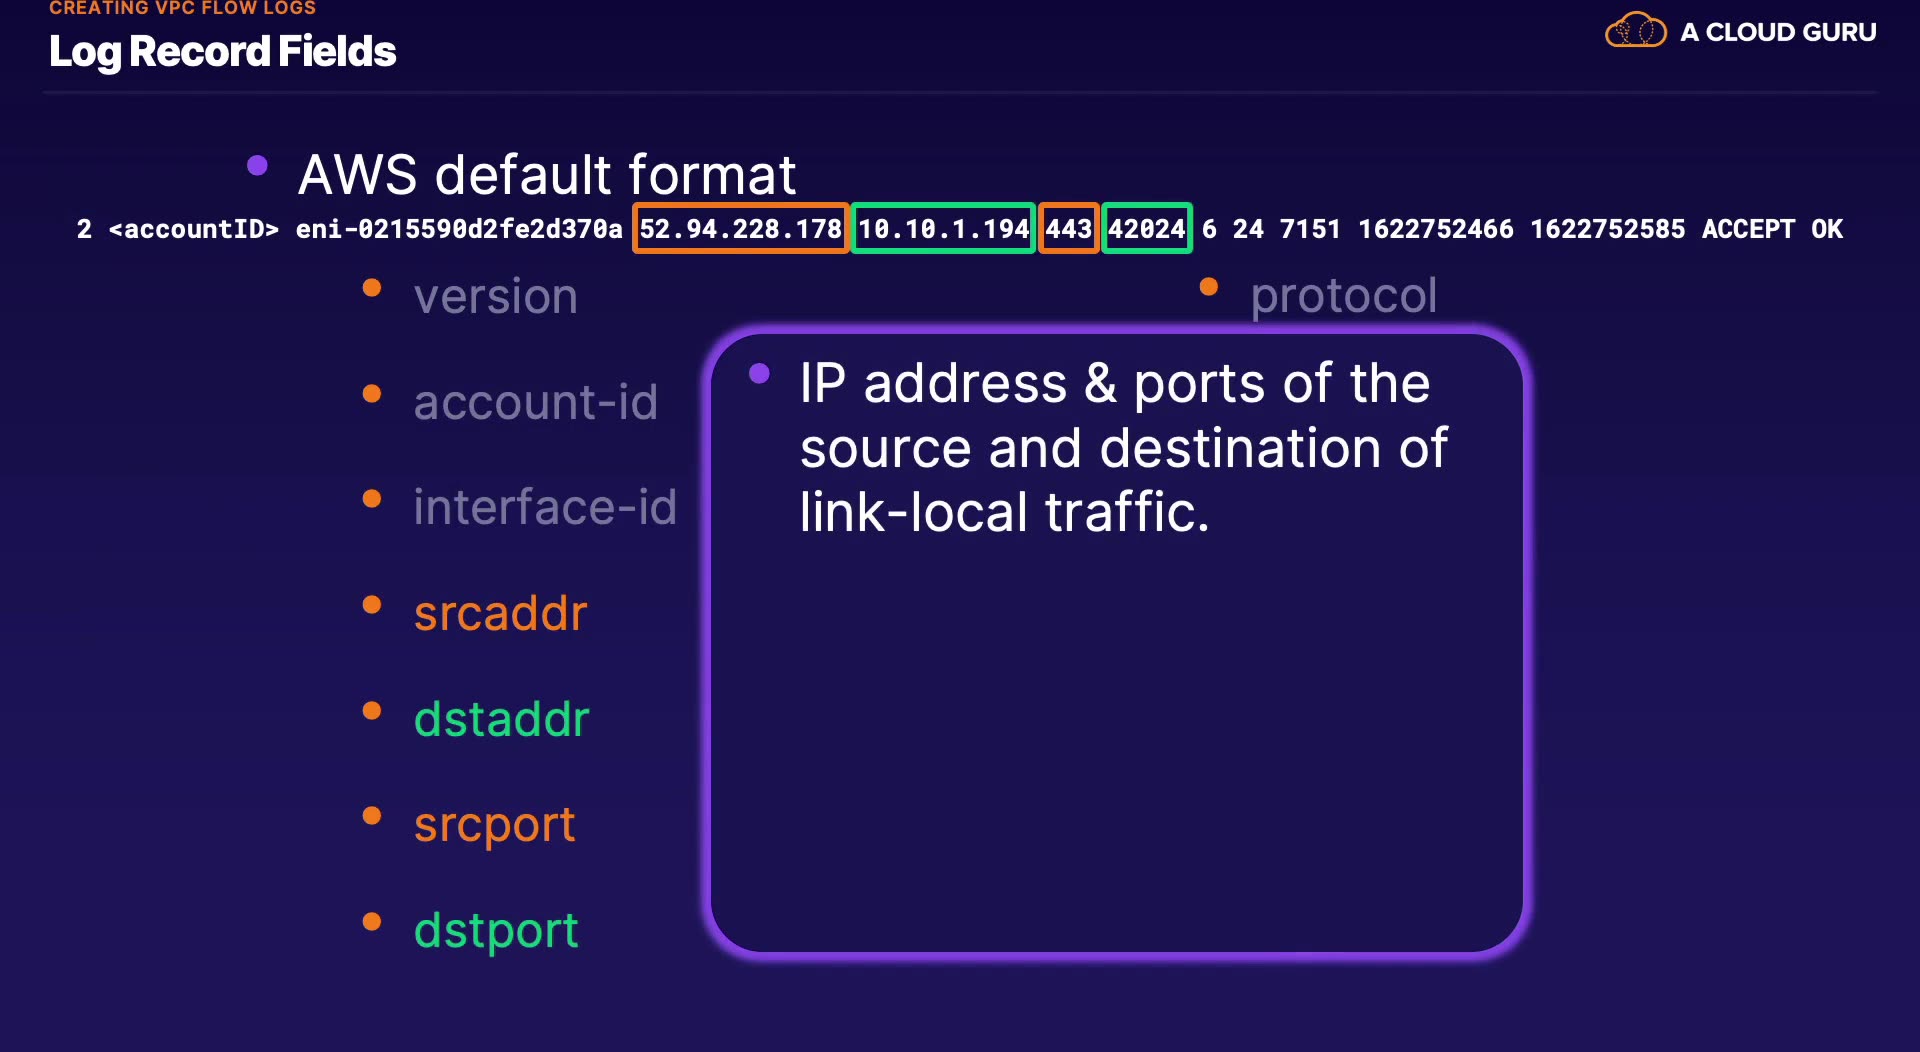 CREATING VPC FLOW LOGS
Log Record Fields
A CLOUD GURU
AWS default format
2 <accountID> eni-0215590d2fe2d370a 52.94.228.178 10.10.1.194 443 42024 6 24 7151 1622752466 1622752585 ACCEPT OK
version
account-id
interface-id
srcaddr
dstaddr
srcport
dstport
protocol
IP address & ports of the
source and destination of
link-local traffic.